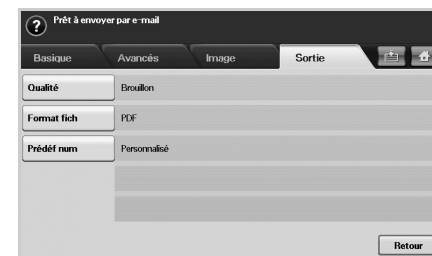 ? Prêt à envoyer par e-mail
Basique Avancés Image Sortie
Qualité Brouillon
Format fich PDF
Prédéf num Personnalisé
Retour